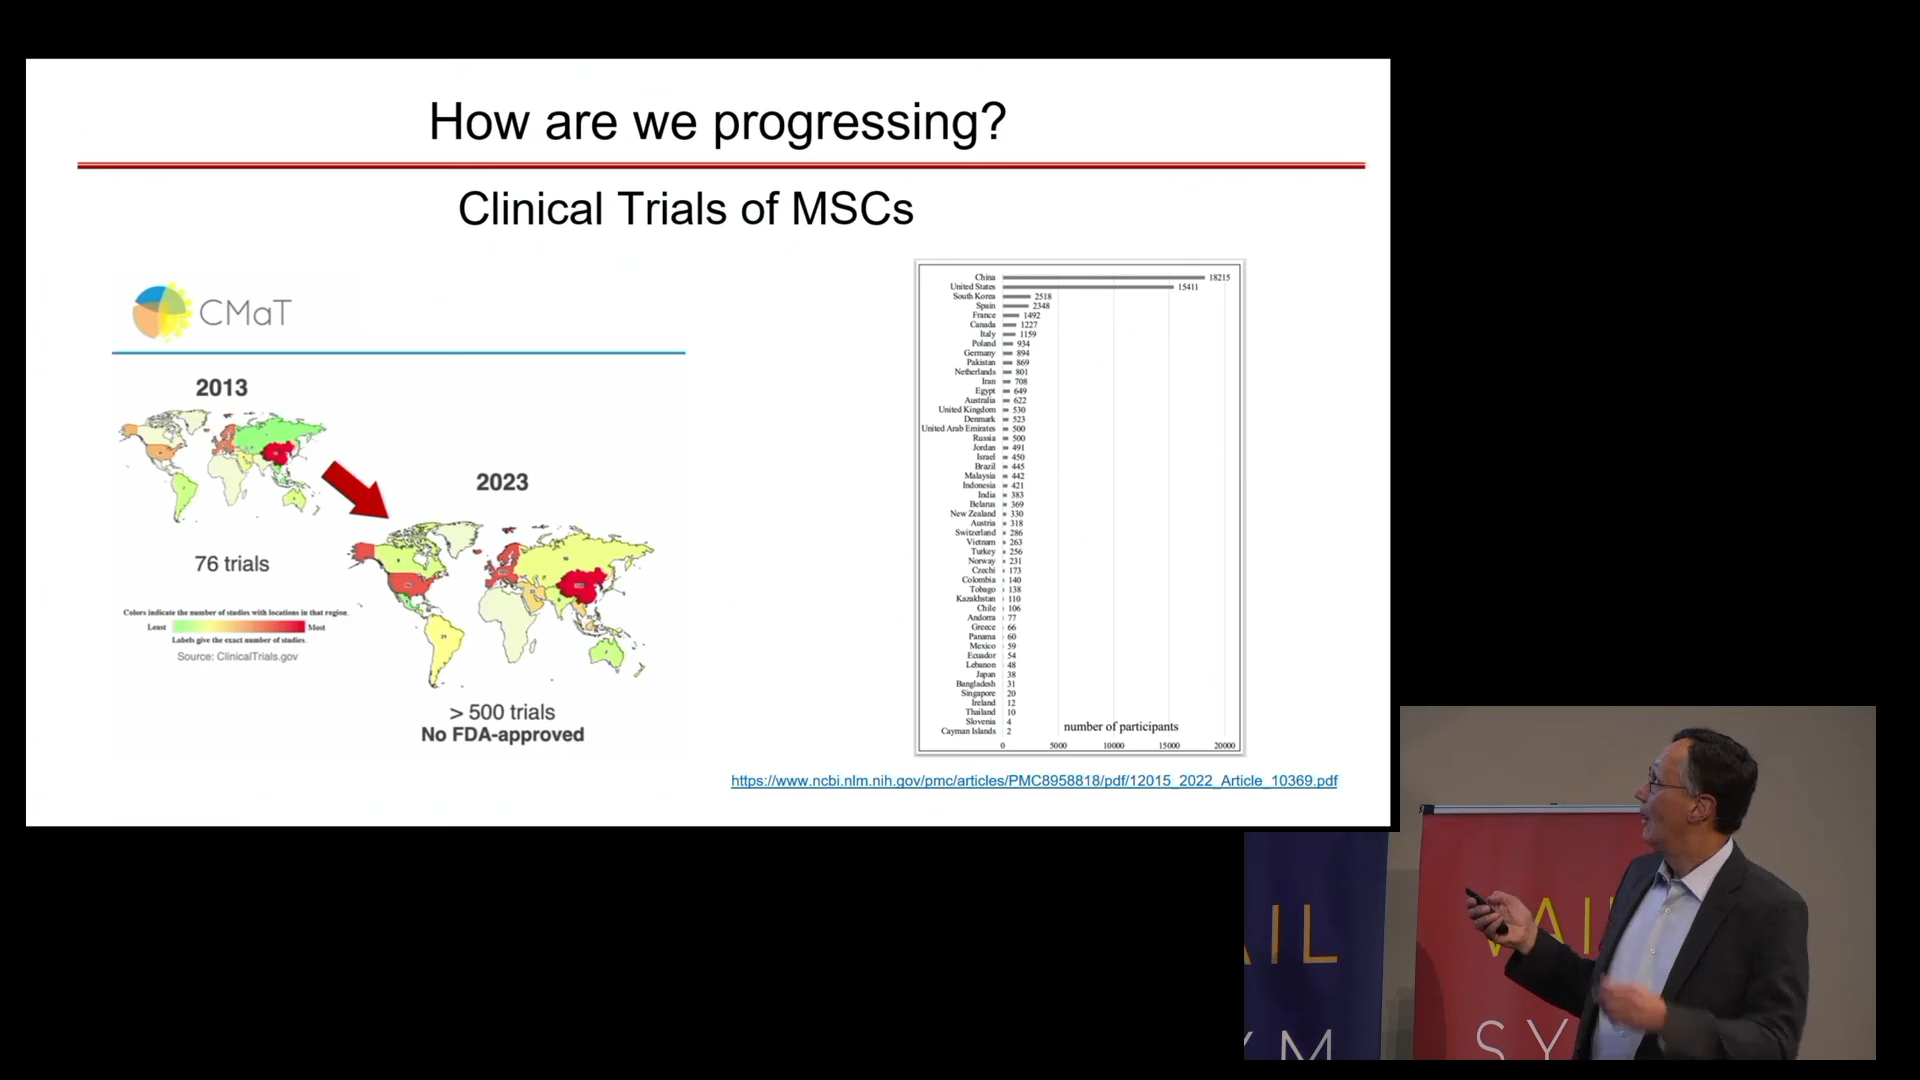 How are we progressing?
Clinical Trials of MSCs
CMaT
2013
76 trials
Colors indicate the number of studies with locations in that region.
Least
Most
Labels give the exact number of studies.
Source: ClinicalTrials.gov
2023
> 500 trials
No FDA-approved
China 18215
United States 15411
South Korea 2518
Spain 2348
France 1492
Canada 1227
Italy 1159
Poland 934
Germany 894
Pakistan 869
Netherlands 801
Iran 708
Egypt 649
Australia 622
United Kingdom 530
Denmark 523
United Arab Emirates 500
Russia 500
Jordan 491
Israel 450
Brazil 445
Malaysia 442
Indonesia 421
India 383
Belarus 369
New Zealand 330
Austria 318
Switzerland 286
Vietnam 263
Turkey 256
Norway 231
Czechi 173
Colombia 140
Tobago 138
Kazakhstan 110
Chile 106
Andorra 77
Greece 66
Panama 60
Mexico 59
Ecuador 54
Lebanon 48
Japan 38
Bangladesh 31
Singapore 20
Ireland 12
Thailand 10
Slovenia 4
Cayman Islands 2
number of participants
0 5000 10000 15000 20000
https://www.ncbi.nlm.nih.gov/pmc/articles/PMC8958818/pdf/12015_2022_Article_10369.pdf
AIL
YM
VAI
SY